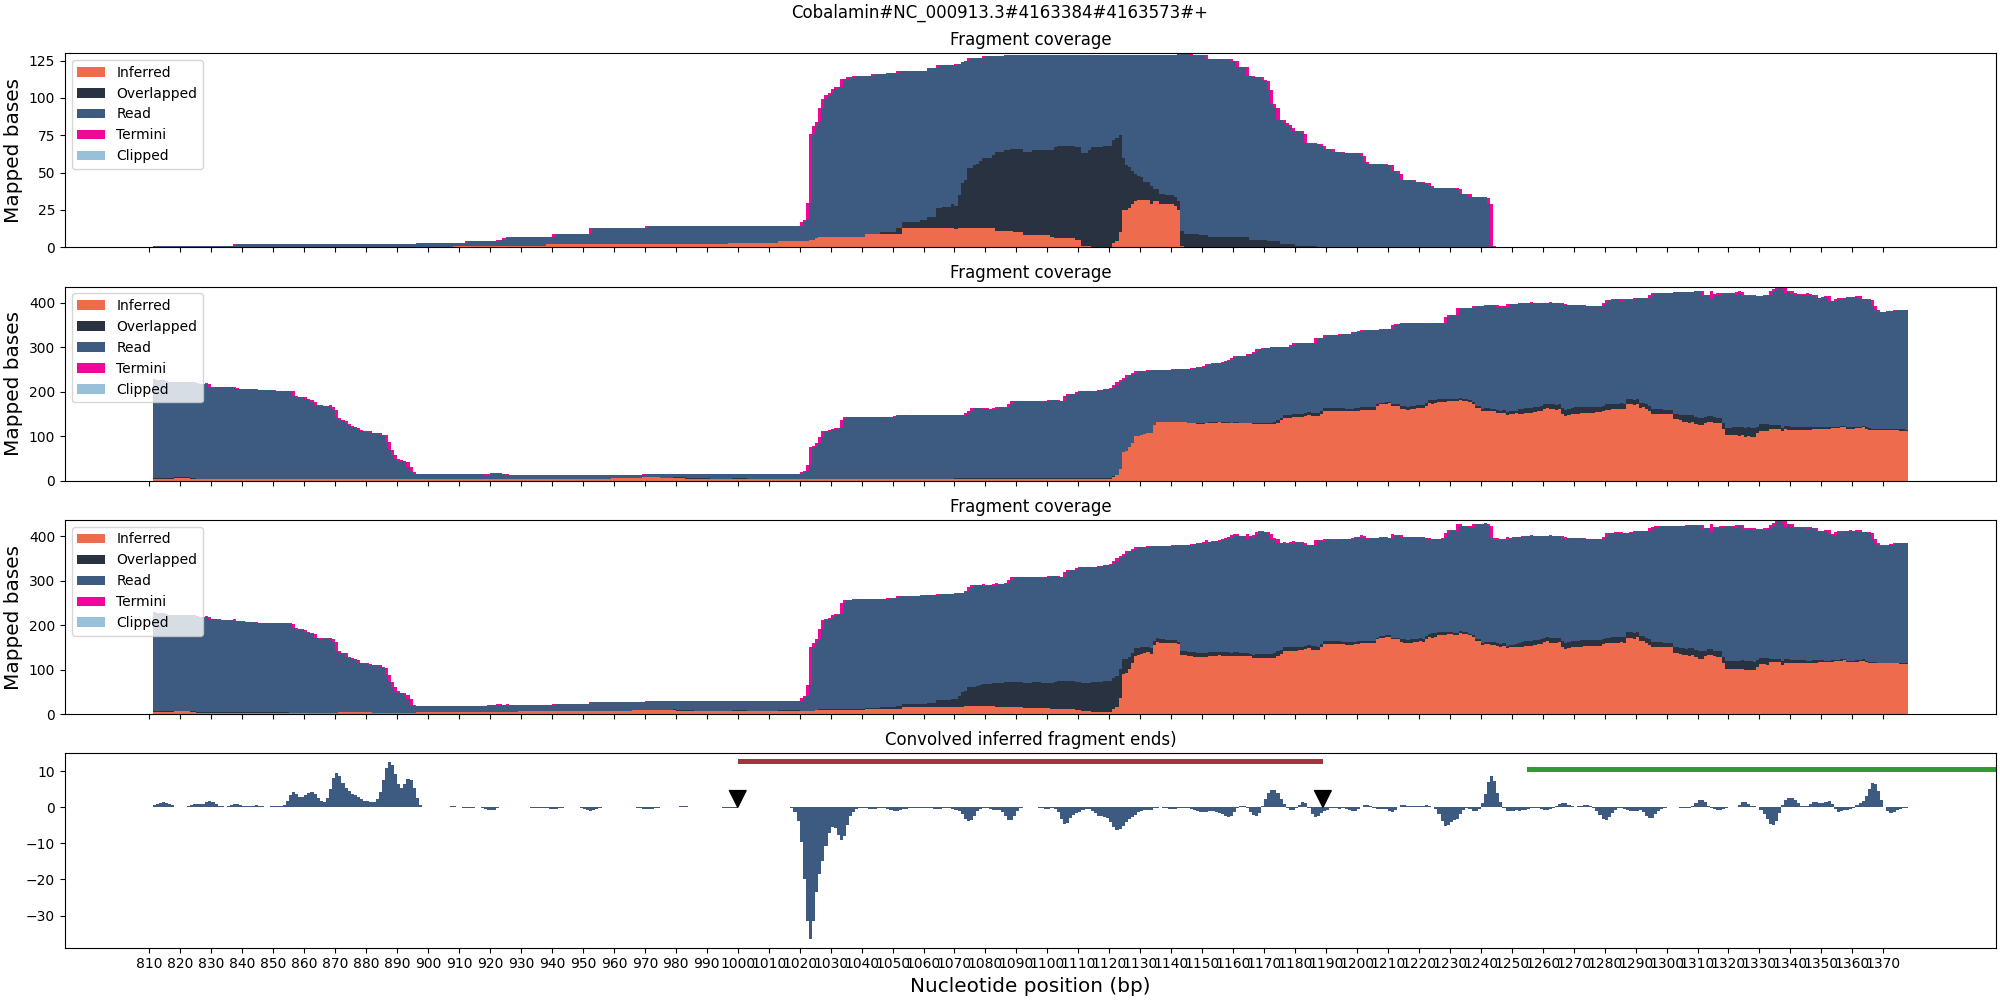 Cobalamin#NC_000913.3#4163384#4163573#+
Fragment coverage
Mapped bases
125
100
75
50
25
0
Inferred
Overlapped
Read
Termini
Clipped
Fragment coverage
Mapped bases
400
300
200
100
0
Inferred
Overlapped
Read
Termini
Clipped
Fragment coverage
Mapped bases
400
300
200
100
0
Inferred
Overlapped
Read
Termini
Clipped
Convolved inferred fragment ends)
10
0
−10
−20
−30
810 820 830 840 850 860 870 880 890 900 910 920 930 940 950 960 970 980 990 1000 1010 1020 1030 1040 1050 1060 1070 1080 1090 1100 1110 1120 1130 1140 1150 1160 1170 1180 1190 1200 1210 1220 1230 1240 1250 1260 1270 1280 1290 1300 1310 1320 1330 1340 1350 1360 1370
Nucleotide position (bp)